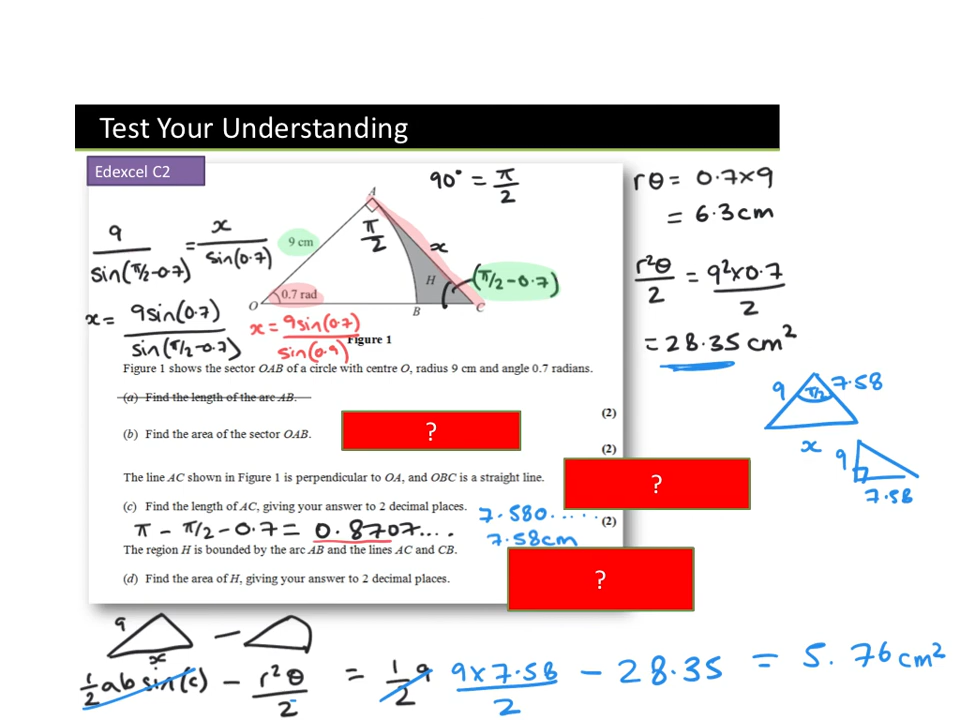 Test Your Understanding
Edexcel C2
90° = π/2
rθ = 0.7×9
= 6.3cm
r²θ/2 = 9²×0.7/2
= 28.35 cm²
9/sin(π/2-0.7) = x/sin(0.7)
x = 9sin(0.7)/sin(π/2-0.7)
x = 9sin(0.7)/sin(0.9)
A
π/2
9 cm
x
H
(π/2-0.7)
0.7 rad
O
B
C
Figure 1
Figure 1 shows the sector OAB of a circle with centre O, radius 9 cm and angle 0.7 radians.
(a) Find the length of the arc AB.
(2)
(b) Find the area of the sector OAB.
?
(2)
The line AC shown in Figure 1 is perpendicular to OA, and OBC is a straight line.
?
(c) Find the length of AC, giving your answer to 2 decimal places.
7.580.....
(2)
π - π/2 - 0.7 = 0.8707....
7.58cm
The region H is bounded by the arc AB and the lines AC and CB.
(d) Find the area of H, giving your answer to 2 decimal places.
?
9 π/2 7.58
x
9
7.58
9
x
-
½ab sin(c) - r²θ/2 = ½9 9×7.58/2 - 28.35 = 5.76cm²